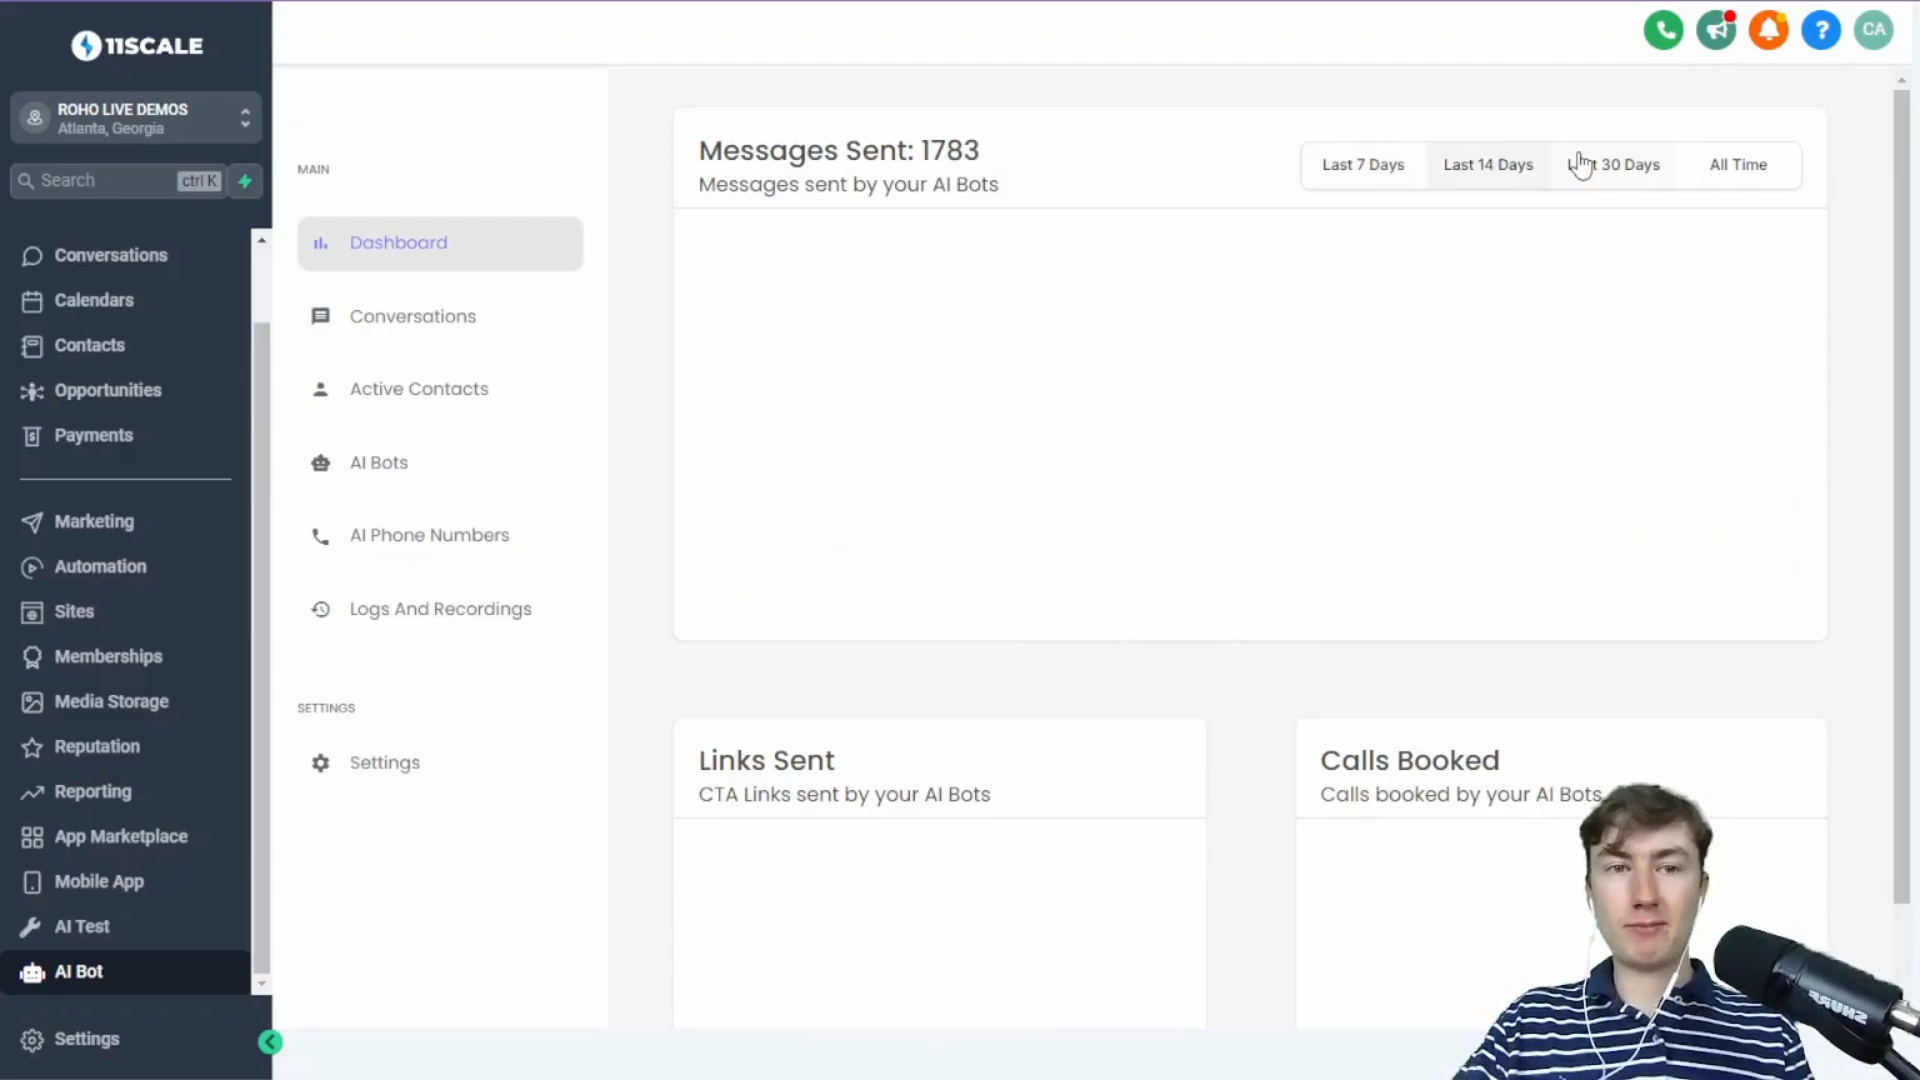 11SCALE
ROHO LIVE DEMOS
Atlanta, Georgia
Search
ctrl K
Conversations
Calendars
Contacts
Opportunities
Payments
Marketing
Automation
Sites
Memberships
Media Storage
Reputation
Reporting
App Marketplace
Mobile App
AI Test
AI Bot
Settings
MAIN
Dashboard
Conversations
Active Contacts
AI Bots
AI Phone Numbers
Logs And Recordings
SETTINGS
Settings
?
CA
Messages Sent: 1783
Messages sent by your AI Bots
Last 7 Days
Last 14 Days
Last 30 Days
All Time
Links Sent
CTA Links sent by your AI Bots
Calls Booked
Calls booked by your AI Bots
SHURE